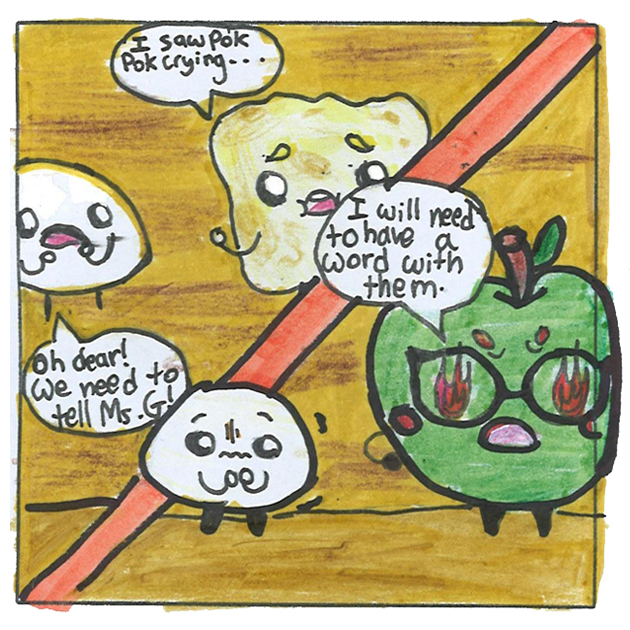 I saw Pok
Pok crying...
I will need
to have a
word with
them.
Oh dear!
We need to
tell Ms. G!